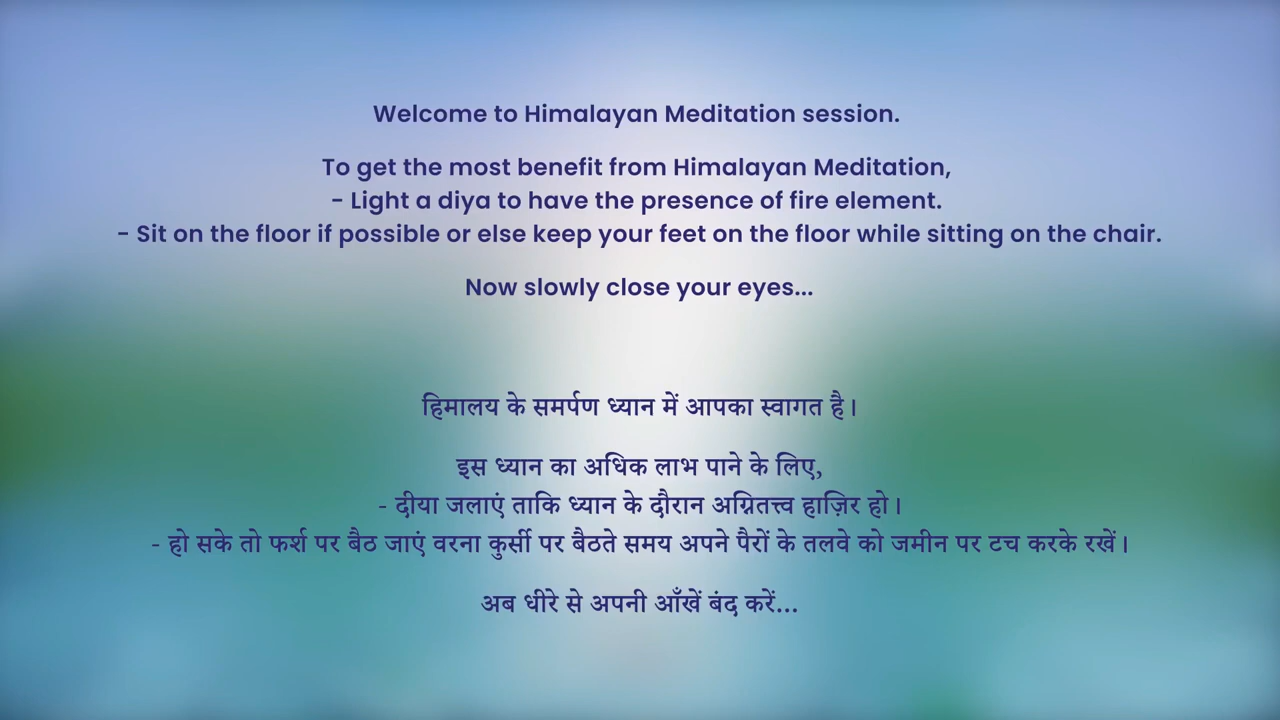 Welcome to Himalayan Meditation session.
To get the most benefit from Himalayan Meditation,
- Light a diya to have the presence of fire element.
- Sit on the floor if possible or else keep your feet on the floor while sitting on the chair.
Now slowly close your eyes...
हिमालय के समर्पण ध्यान में आपका स्वागत है।
इस ध्यान का अधिक लाभ पाने के लिए,
- दीया जलाएं ताकि ध्यान के दौरान अग्नितत्त्व हाज़िर हो।
- हो सके तो फर्श पर बैठ जाएं वरना कुर्सी पर बैठते समय अपने पैरों के तलवे को जमीन पर टच करके रखें।
अब धीरे से अपनी आँखें बंद करें...